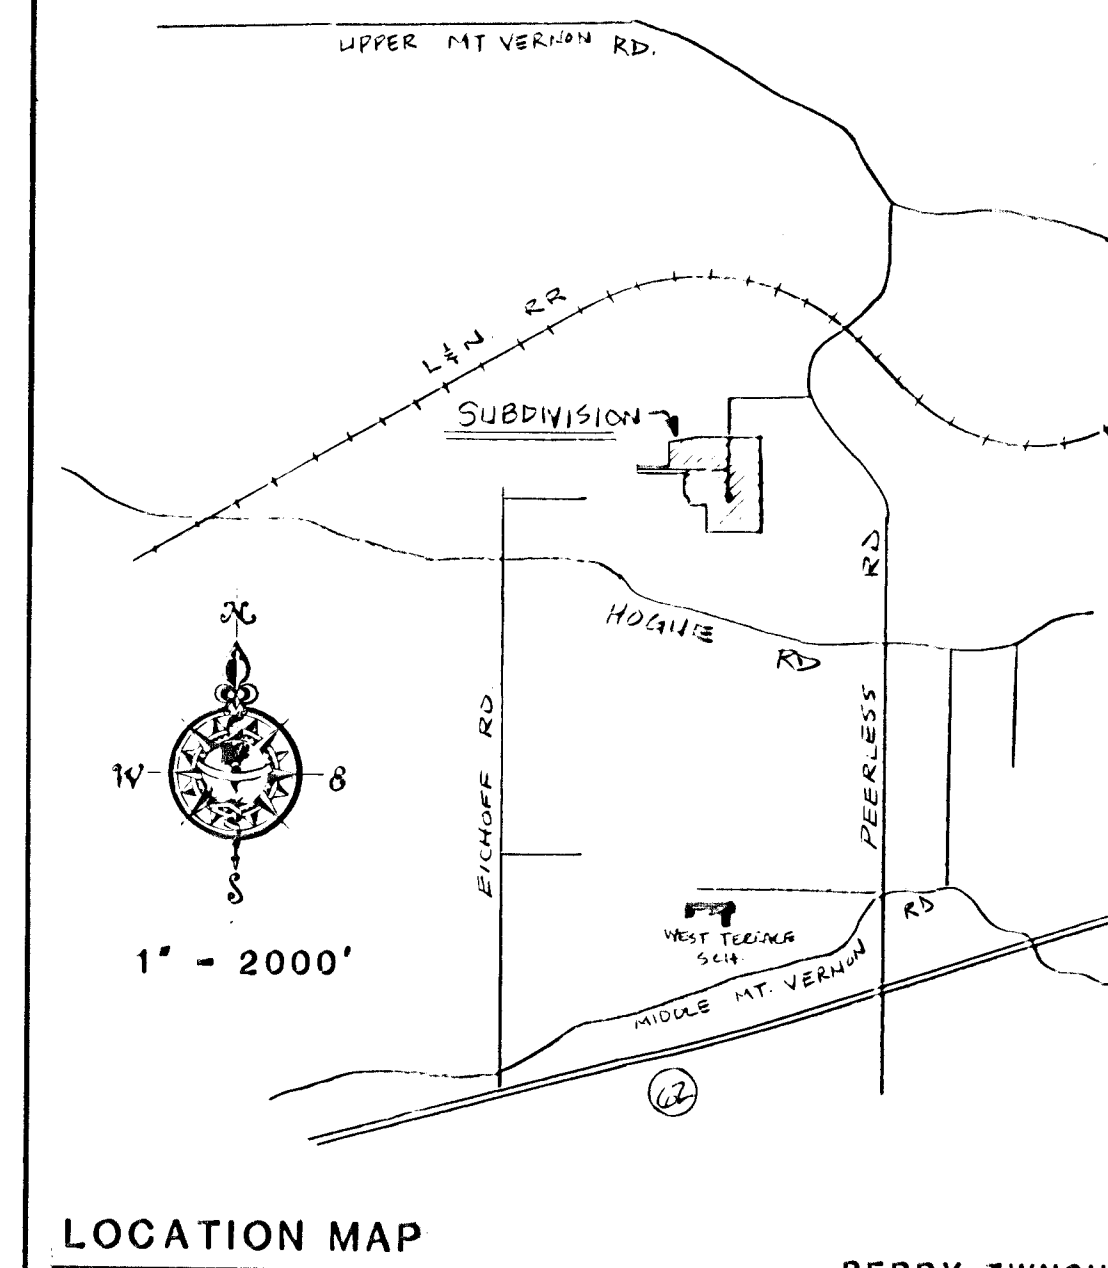 UPPER MT VERNON RD.
L&N. RR
SUBDIVISION
HOGUE RD
PEERLESS RD
EICHOFF RD.
N
W
E
S
1" - 2000'
WEST TERRACE
SCH.
MIDDLE MT. VERNON RD
62
LOCATION MAP
PERRY